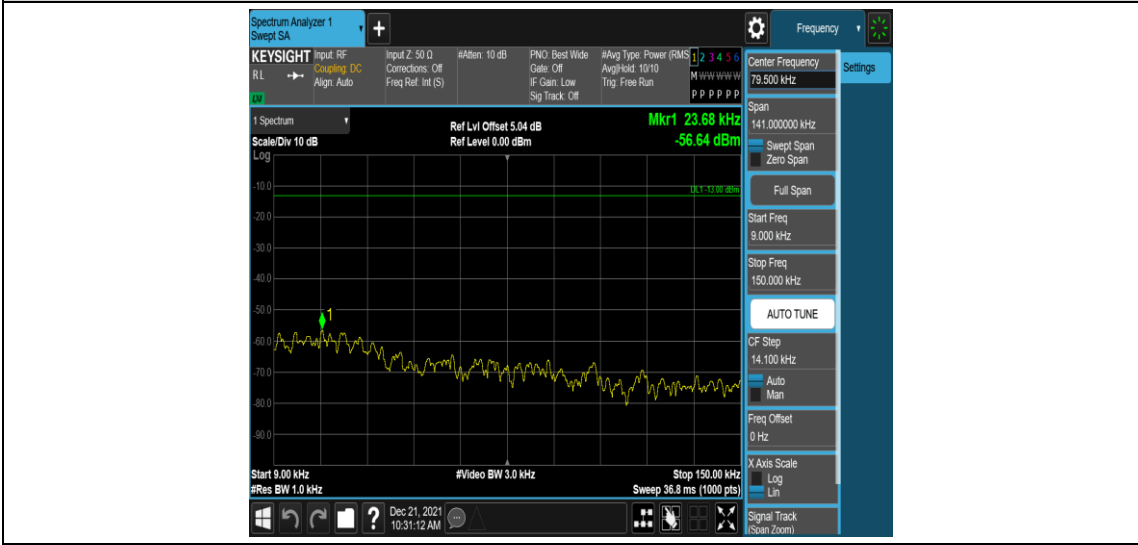 Spectrum Analyzer 1
Swept SA
+
Frequency
KEYSIGHT
RL
LXI
Input: RF
Coupling: DC
Align: Auto
Input Z: 50 Ω
Corrections: Off
Freq Ref: Int (S)
#Atten: 10 dB
PNO: Best Wide
Gate: Off
IF Gain: Low
Sig Track: Off
#Avg Type: Power (RMS
Avg|Hold: 10/10
Trig: Free Run
1 2 3 4 5 6
M W W W W W
P P P P P P
1 Spectrum
Scale/Div 10 dB
Log
Ref Lvl Offset 5.04 dB
Ref Level 0.00 dBm
Mkr1 23.68 kHz
-56.64 dBm
-10.0
DL1 -13.00 dBm
-20.0
-30.0
-40.0
-50.0
1
-60.0
-70.0
-80.0
-90.0
Start 9.00 kHz
#Video BW 3.0 kHz
Stop 150.00 kHz
#Res BW 1.0 kHz
Sweep 36.8 ms (1000 pts)
?
Dec 21, 2021
10:31:12 AM
Center Frequency
79.500 kHz
Settings
Span
141.000000 kHz
Swept Span
Zero Span
Full Span
Start Freq
9.000 kHz
Stop Freq
150.000 kHz
AUTO TUNE
CF Step
14.100 kHz
Auto
Man
Freq Offset
0 Hz
X Axis Scale
Log
Lin
Signal Track
(Span Zoom)